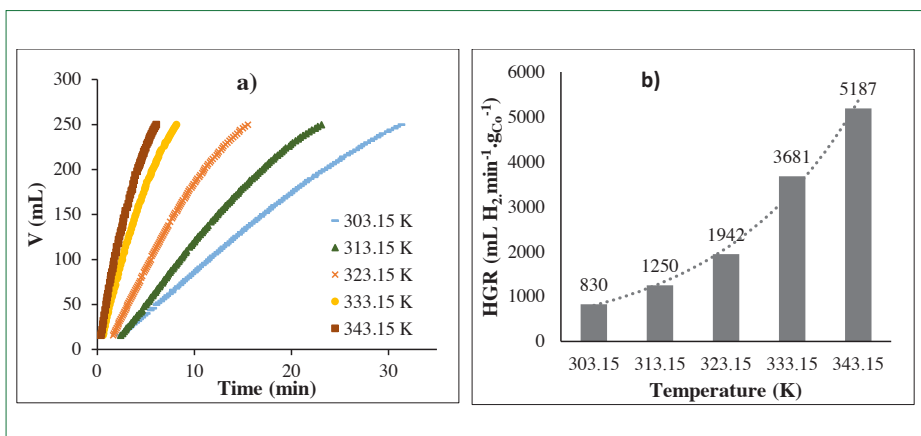 a)
300
250
200
150
100
50
0
V (mL)
303.15 K
313.15 K
323.15 K
333.15 K
343.15 K
0 10 20 30
Time (min)
b)
6000
5000
4000
3000
2000
1000
0
HGR (mL H2.min-1.gCo-1)
830
1250
1942
3681
5187
303.15 313.15 323.15 333.15 343.15
Temperature (K)